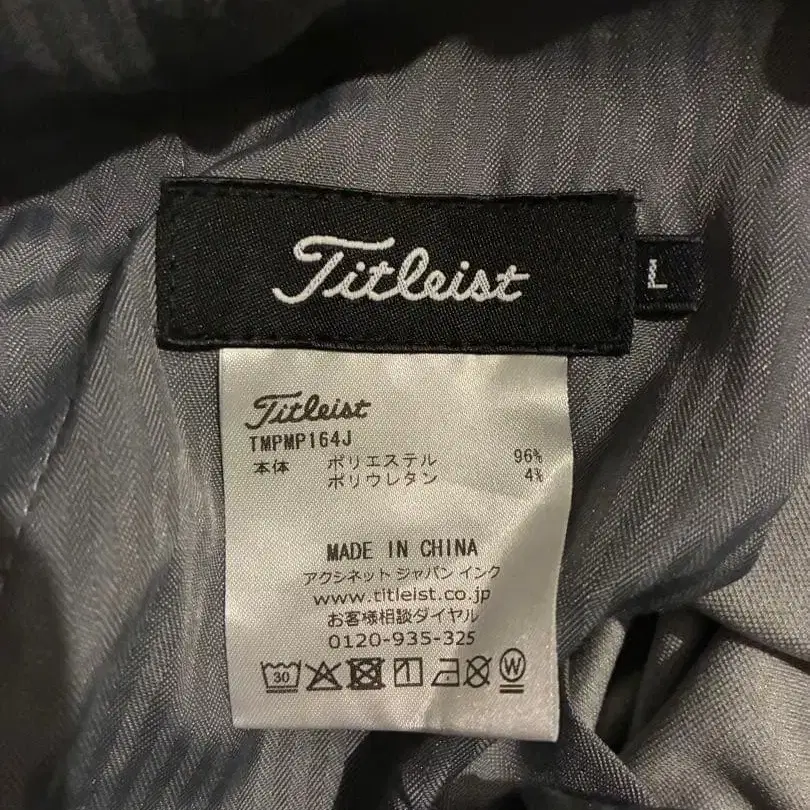 Titleist
L
Titleist
TMPMP164J
本体 ポリエステル 96%
ポリウレタン 4%
MADE IN CHINA
アクシネット ジャパン インク
www.titleist.co.jp
お客様相談ダイヤル
0120-935-325
30 W